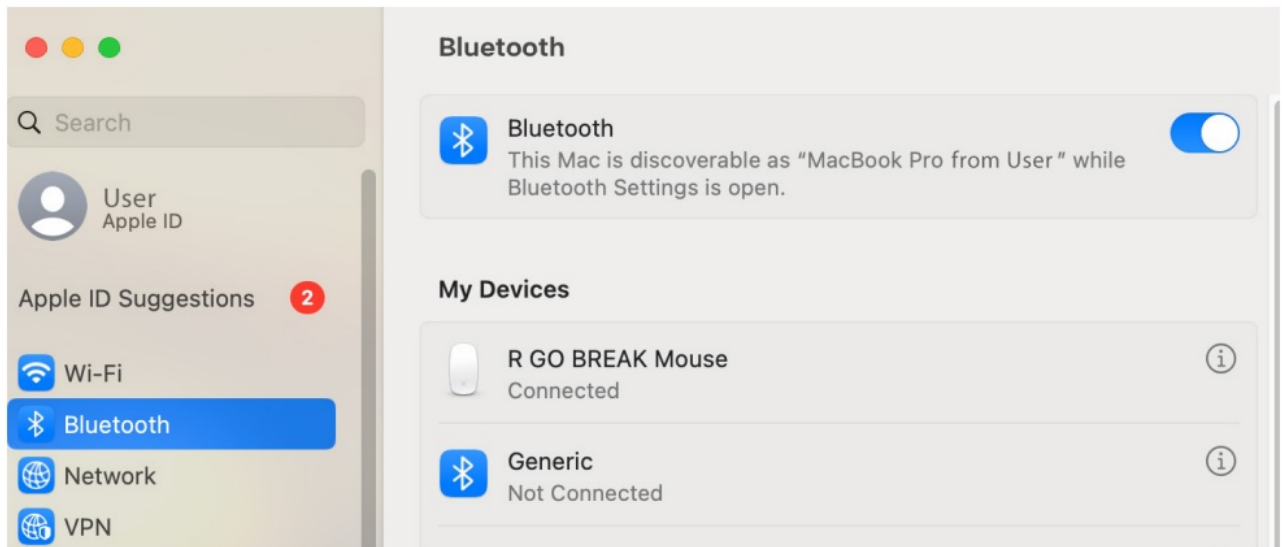 Search
User
Apple ID
Apple ID Suggestions 2
Wi-Fi
Bluetooth
Network
VPN
Bluetooth
Bluetooth
This Mac is discoverable as “MacBook Pro from User” while
Bluetooth Settings is open.
My Devices
R GO BREAK Mouse
Connected
Generic
Not Connected